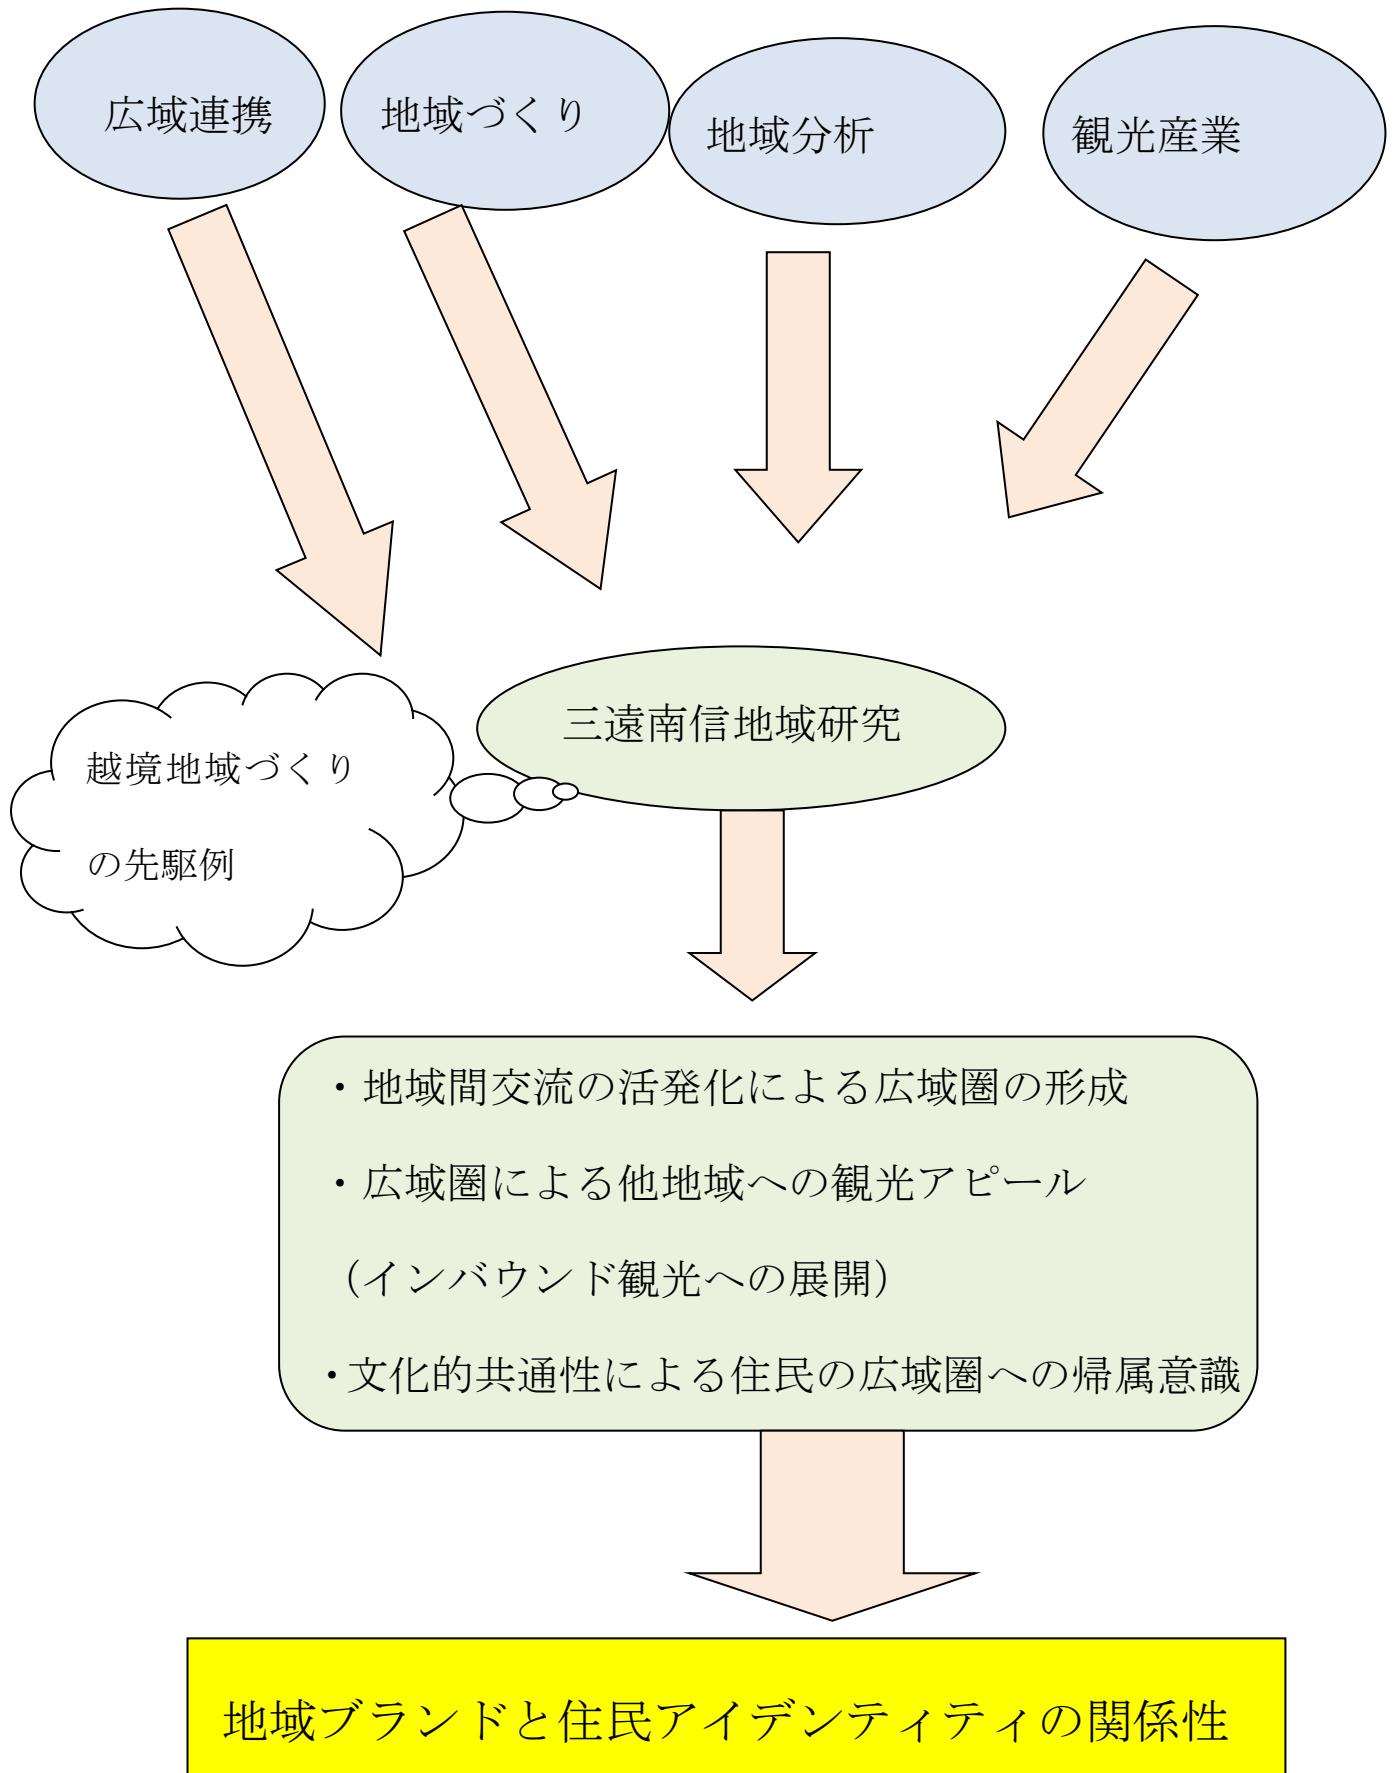 広域連携
地域づくり
地域分析
観光産業
三遠南信地域研究
越境地域づくり
の先駆例
・地域間交流の活発化による広域圏の形成
・広域圏による他地域への観光アピール
（インバウンド観光への展開）
・文化的共通性による住民の広域圏への帰属意識
地域ブランドと住民アイデンティティの関係性